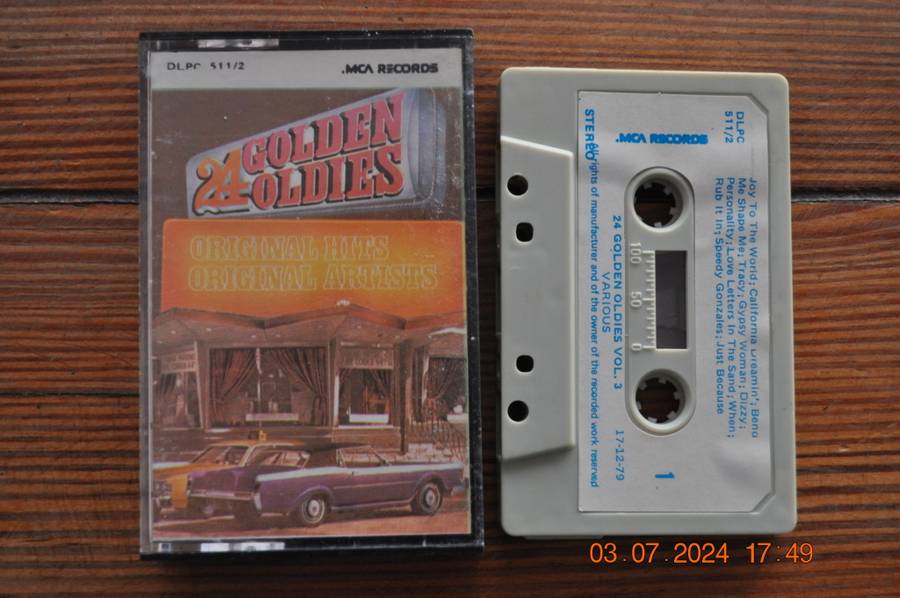 DLPC 511/2
.MCA RECORDS
24 GOLDEN
OLDIES
ORIGINAL HITS
ORIGINAL ARTISTS
DLPC
511/2
.MCA RECORDS
STEREO
Joy To The World; California Dreamin'; Bend
Me Shape Me; Tracy; Gypsy Woman; Dizzy;
Personality; Love Letters In The Sand; When;
Rub It In; Speedy Gonzales; Just Because
100 50 0
1
24 GOLDEN OLDIES VOL. 3 17-12-79
VARIOUS
All rights of manufacturer and of the owner of the recorded work reserved
03.07.2024 17:49